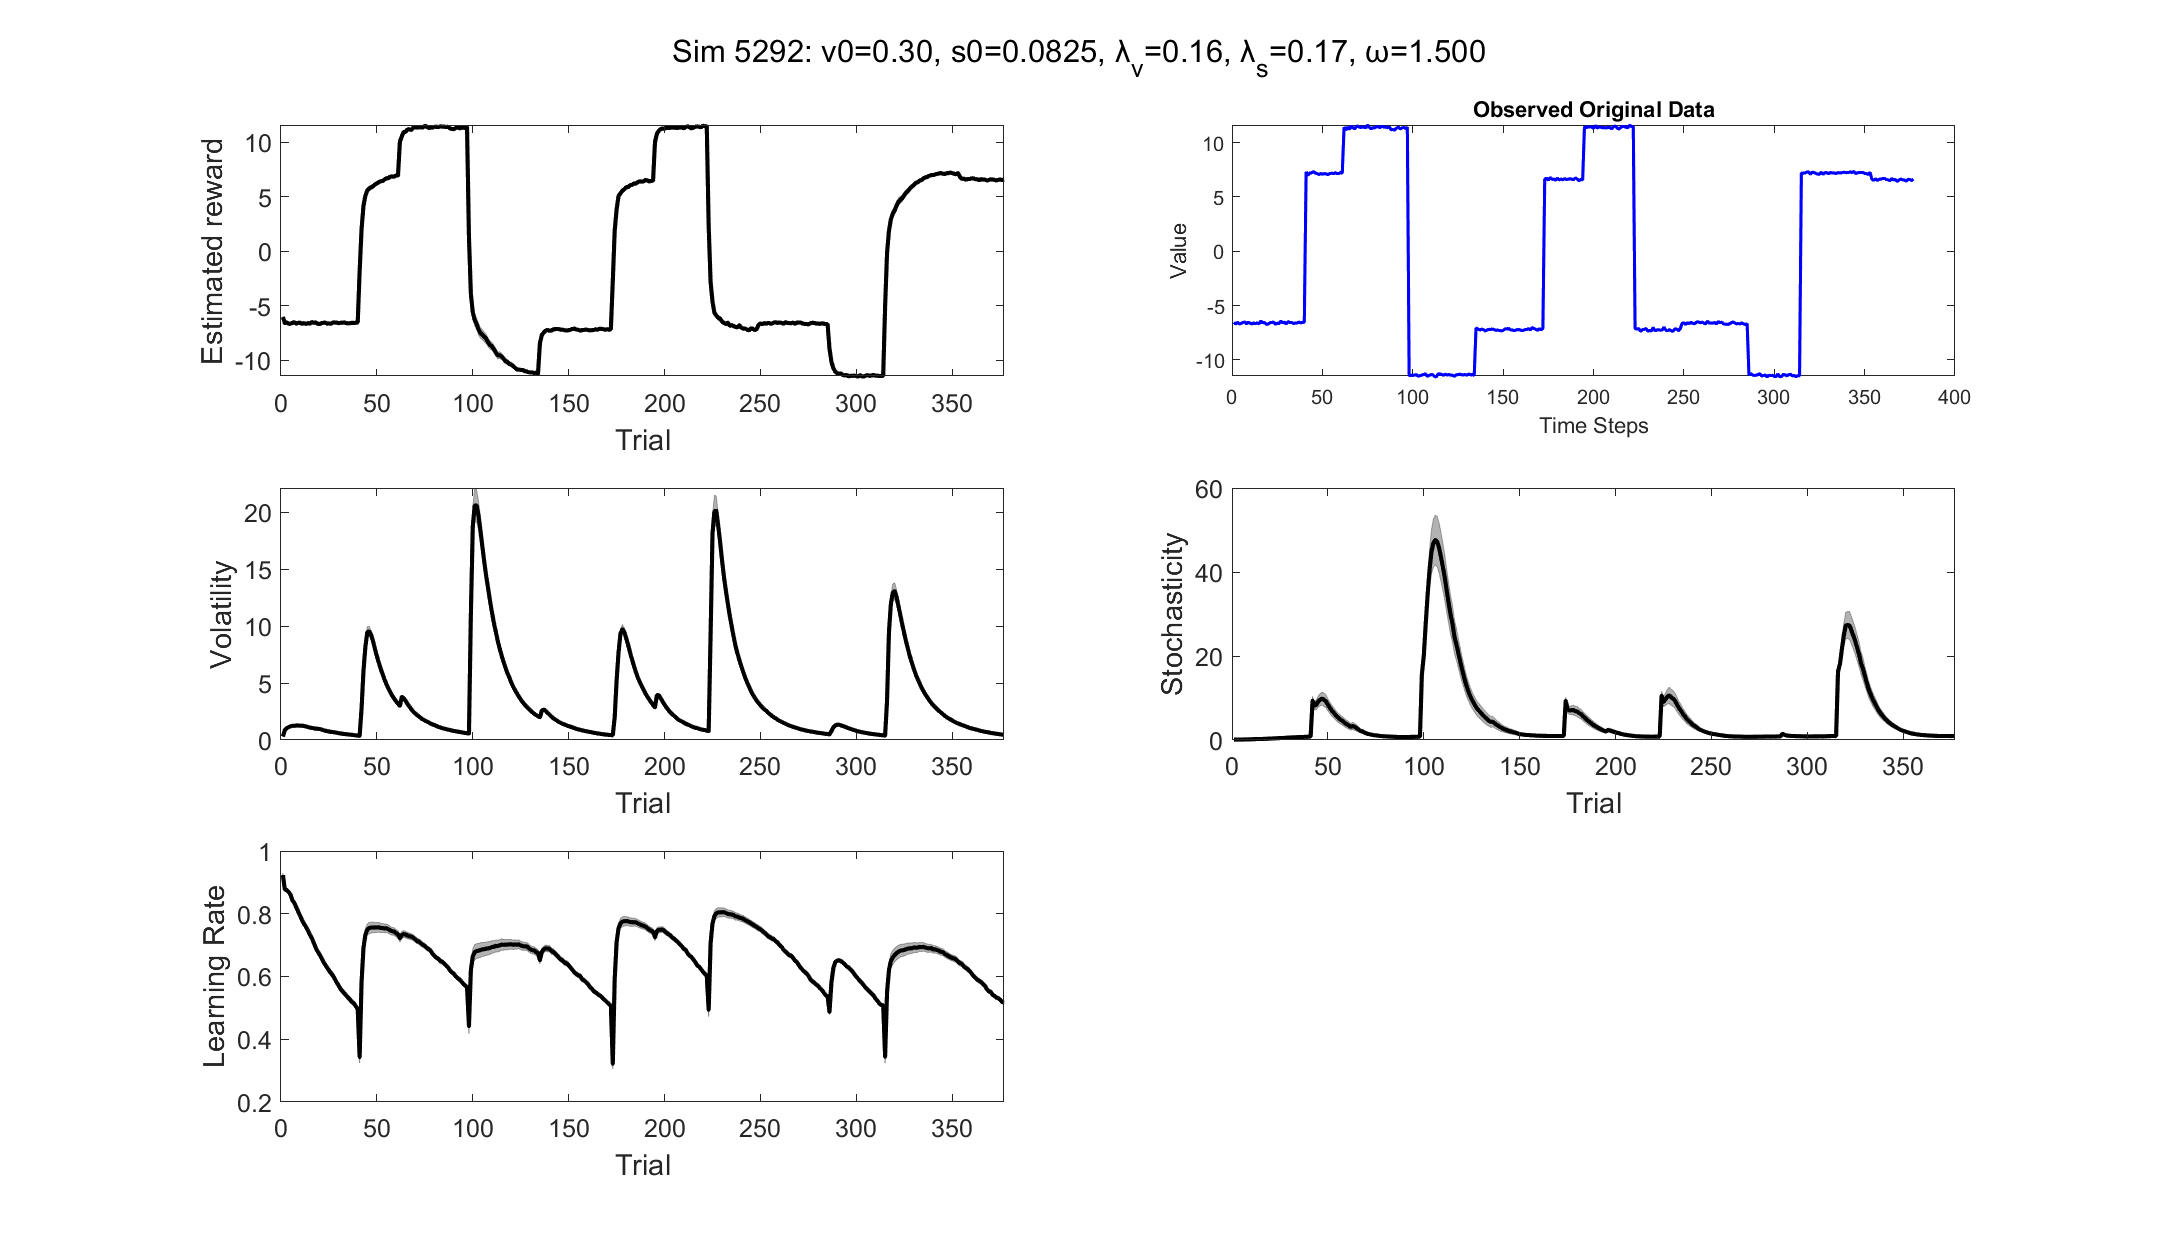 Sim 5292: v0=0.30, s0=0.0825, λv=0.16, λs=0.17, ω=1.500
Estimated reward
10
5
0
-5
-10
0 50 100 150 200 250 300 350
Trial
Observed Original Data
Value
10
5
0
-5
-10
0 50 100 150 200 250 300 350 400
Time Steps
Volatility
20
15
10
5
0
0 50 100 150 200 250 300 350
Trial
Stochasticity
60
40
20
0
0 50 100 150 200 250 300 350
Trial
Learning Rate
1
0.8
0.6
0.4
0.2
0 50 100 150 200 250 300 350
Trial